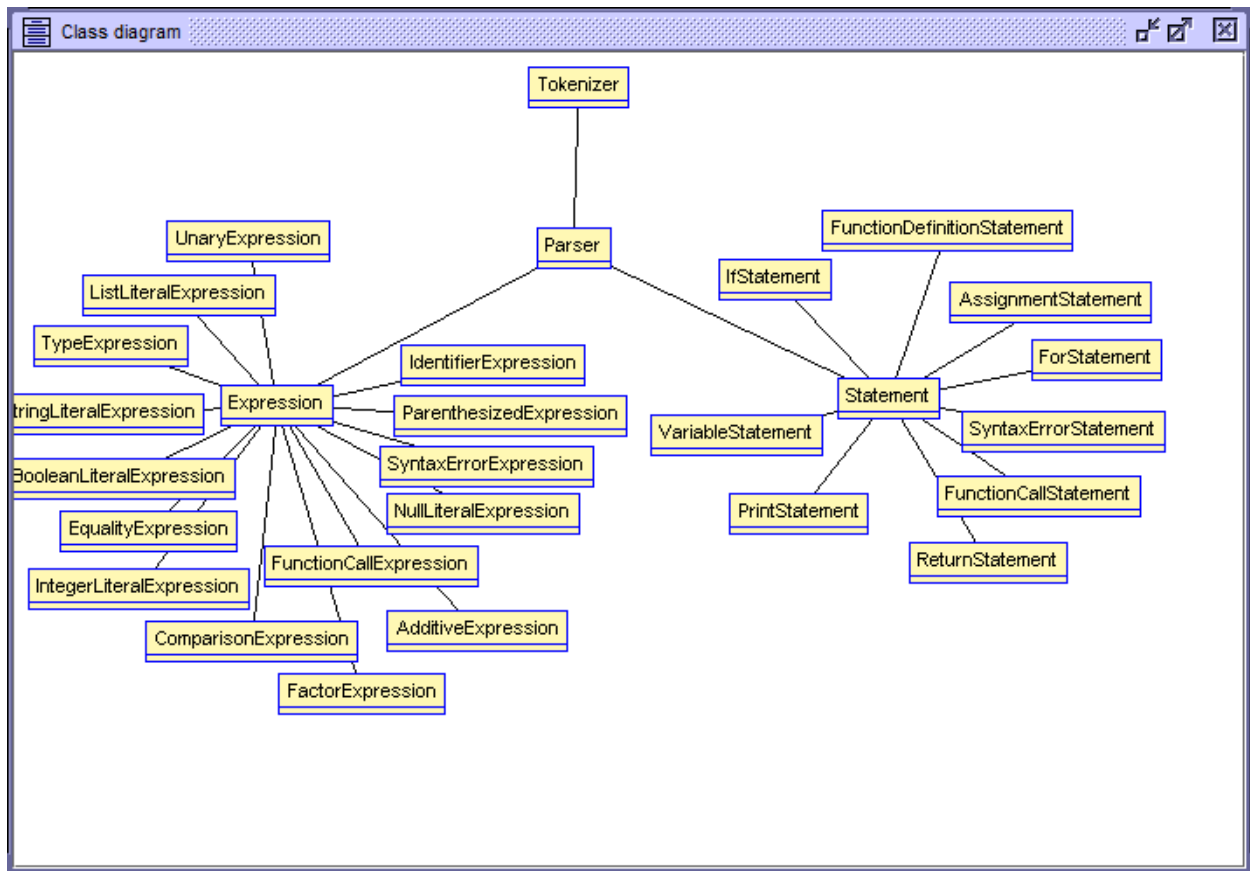 Class diagram
Tokenizer
Parser
UnaryExpression
ListLiteralExpression
TypeExpression
tringLiteralExpression
BooleanLiteralExpression
EqualityExpression
IntegerLiteralExpression
ComparisonExpression
FactorExpression
Expression
IdentifierExpression
ParenthesizedExpression
SyntaxErrorExpression
NullLiteralExpression
FunctionCallExpression
AdditiveExpression
FunctionDefinitionStatement
IfStatement
AssignmentStatement
ForStatement
Statement
VariableStatement
SyntaxErrorStatement
PrintStatement
FunctionCallStatement
ReturnStatement